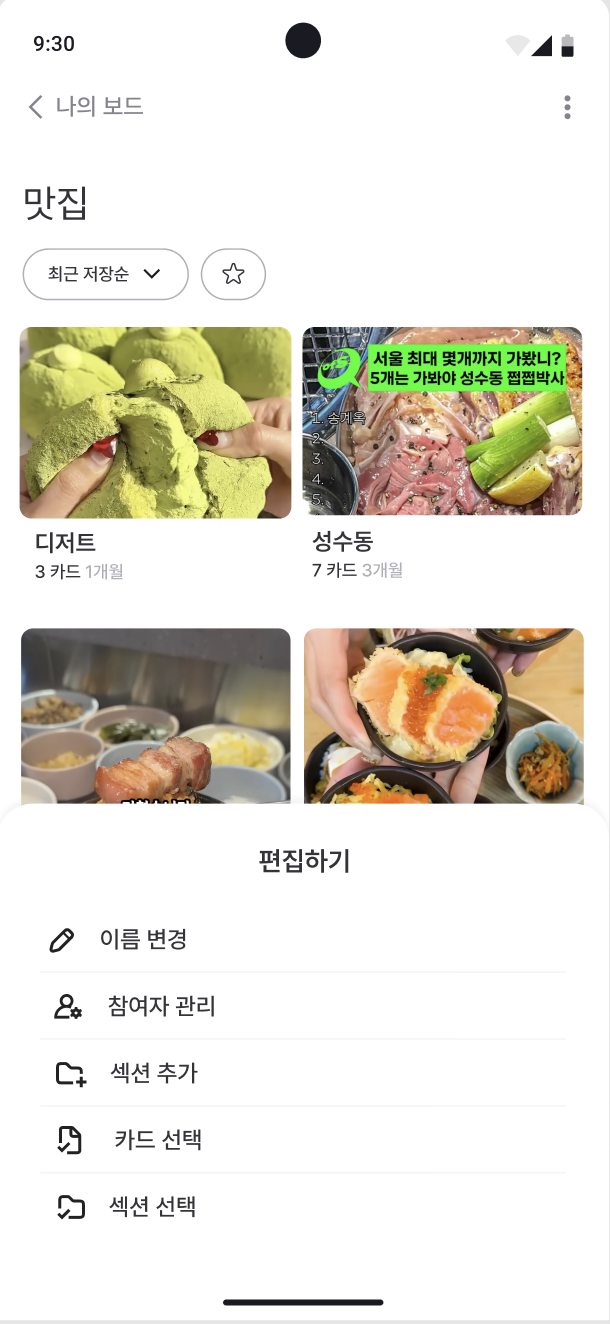 9:30
나의 보드
맛집
최근 저장순
서울 최대 몇개까지 가봤니?
5개는 가봐야 성수동 쩝쩝박사
1. 송계옥
2.
3.
4.
5.
디저트
성수동
3 카드 1개월
7 카드 3개월
편집하기
이름 변경
참여자 관리
섹션 추가
카드 선택
섹션 선택